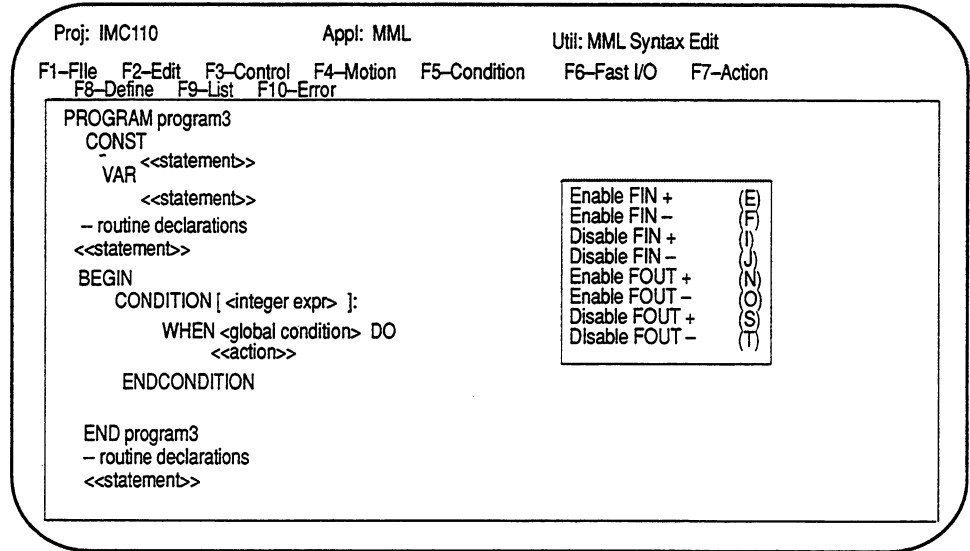 Proj: IMC110 Appl: MML Util: MML Syntax Edit
F1–File F2–Edit F3–Control F4–Motion F5–Condition F6–Fast I/O F7–Action
F8–Define F9–List F10–Error
PROGRAM program3
CONST
<<statement>>
VAR
<<statement>>
– routine declarations
<<statement>>
BEGIN
CONDITION [ <integer expr> ]:
WHEN <global condition> DO
<<action>>
ENDCONDITION
END program3
– routine declarations
<<statement>>
Enable FIN + (E)
Enable FIN – (F)
Disable FIN + (I)
Disable FIN – (J)
Enable FOUT + (N)
Enable FOUT – (O)
Disable FOUT + (S)
Disable FOUT – (T)